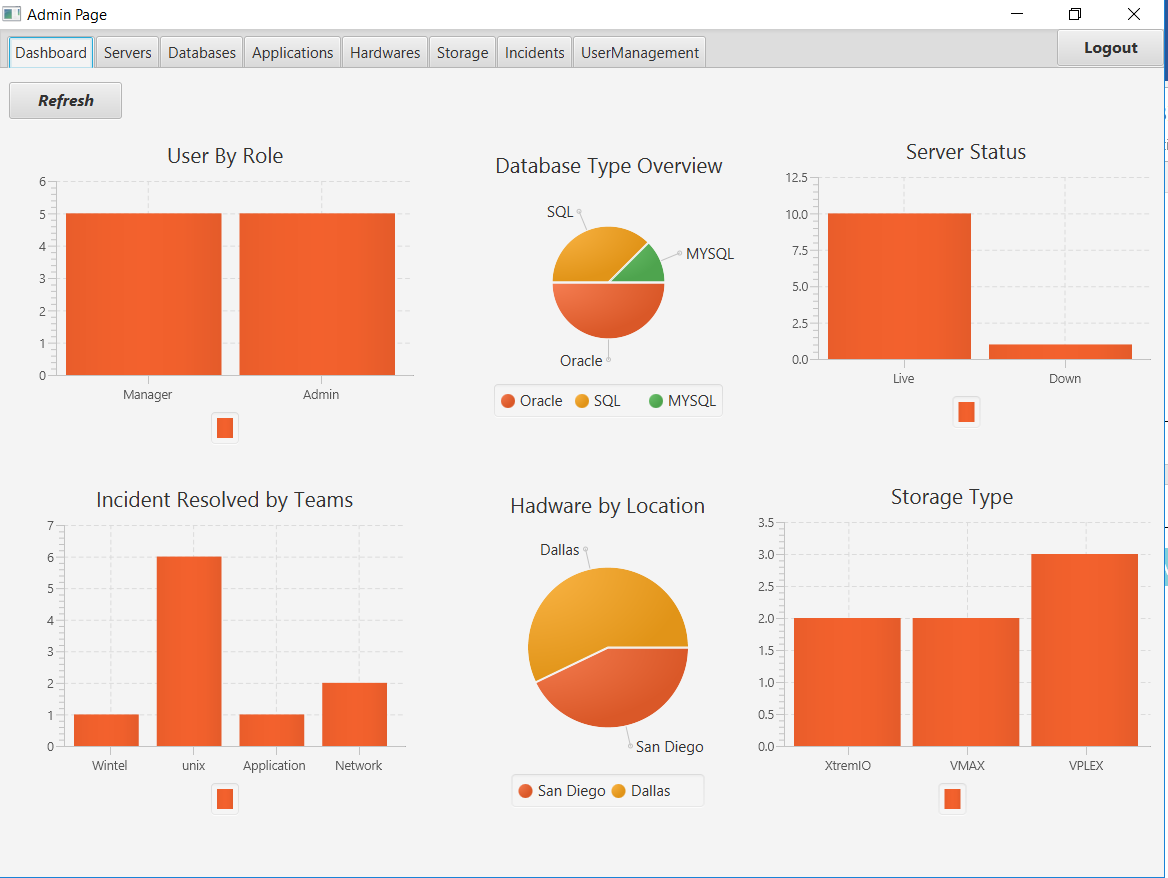 Admin Page
Dashboard Servers Databases Applications Hardwares Storage Incidents UserManagement Logout
Refresh
User By Role
6
5
4
3
2
1
0
Manager Admin
Database Type Overview
SQL
MYSQL
Oracle
Oracle SQL MYSQL
Server Status
12.5
10.0
7.5
5.0
2.5
0.0
Live Down
Incident Resolved by Teams
7
6
5
4
3
2
1
0
Wintel unix Application Network
Hadware by Location
Dallas
San Diego
San Diego Dallas
Storage Type
3.5
3.0
2.5
2.0
1.5
1.0
0.5
0.0
XtremIO VMAX VPLEX